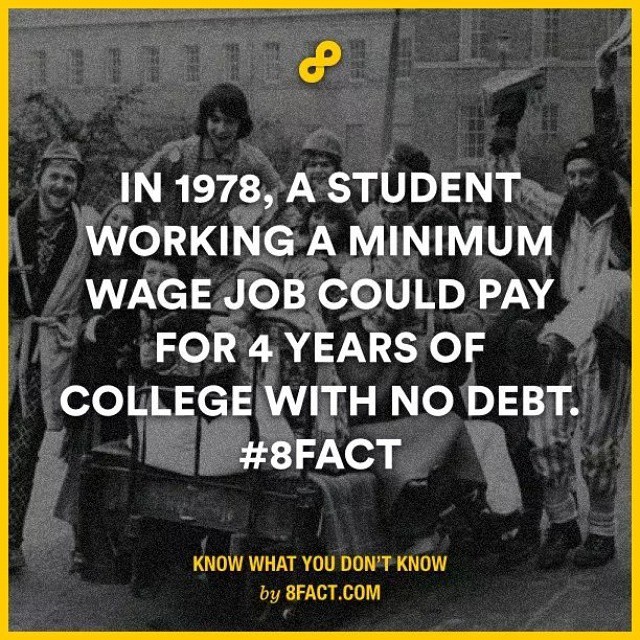 IN 1978, A STUDENT
WORKING A MINIMUM
WAGE JOB COULD PAY
FOR 4 YEARS OF
COLLEGE WITH NO DEBT.
#8FACT
KNOW WHAT YOU DON'T KNOW
by 8FACT.COM